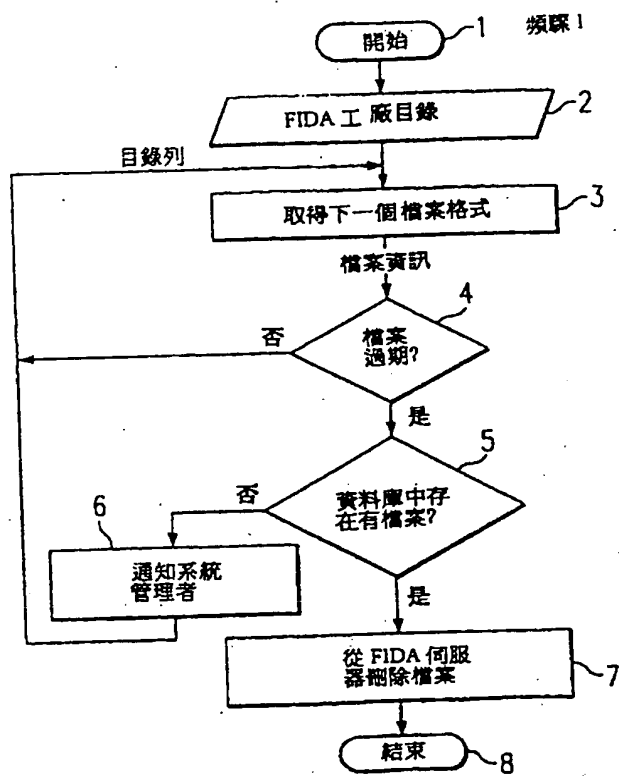 開始
1
頻驟 1
FIDA 工 廠目錄
2
目錄列
取得下一個檔案格式
3
檔案資訊
4
檔案
過期?
否
是
5
資料庫中存
在有檔案?
否
6
通知系統
管理者
是
從 FIDA 伺服
器刪除檔案
7
結束
8